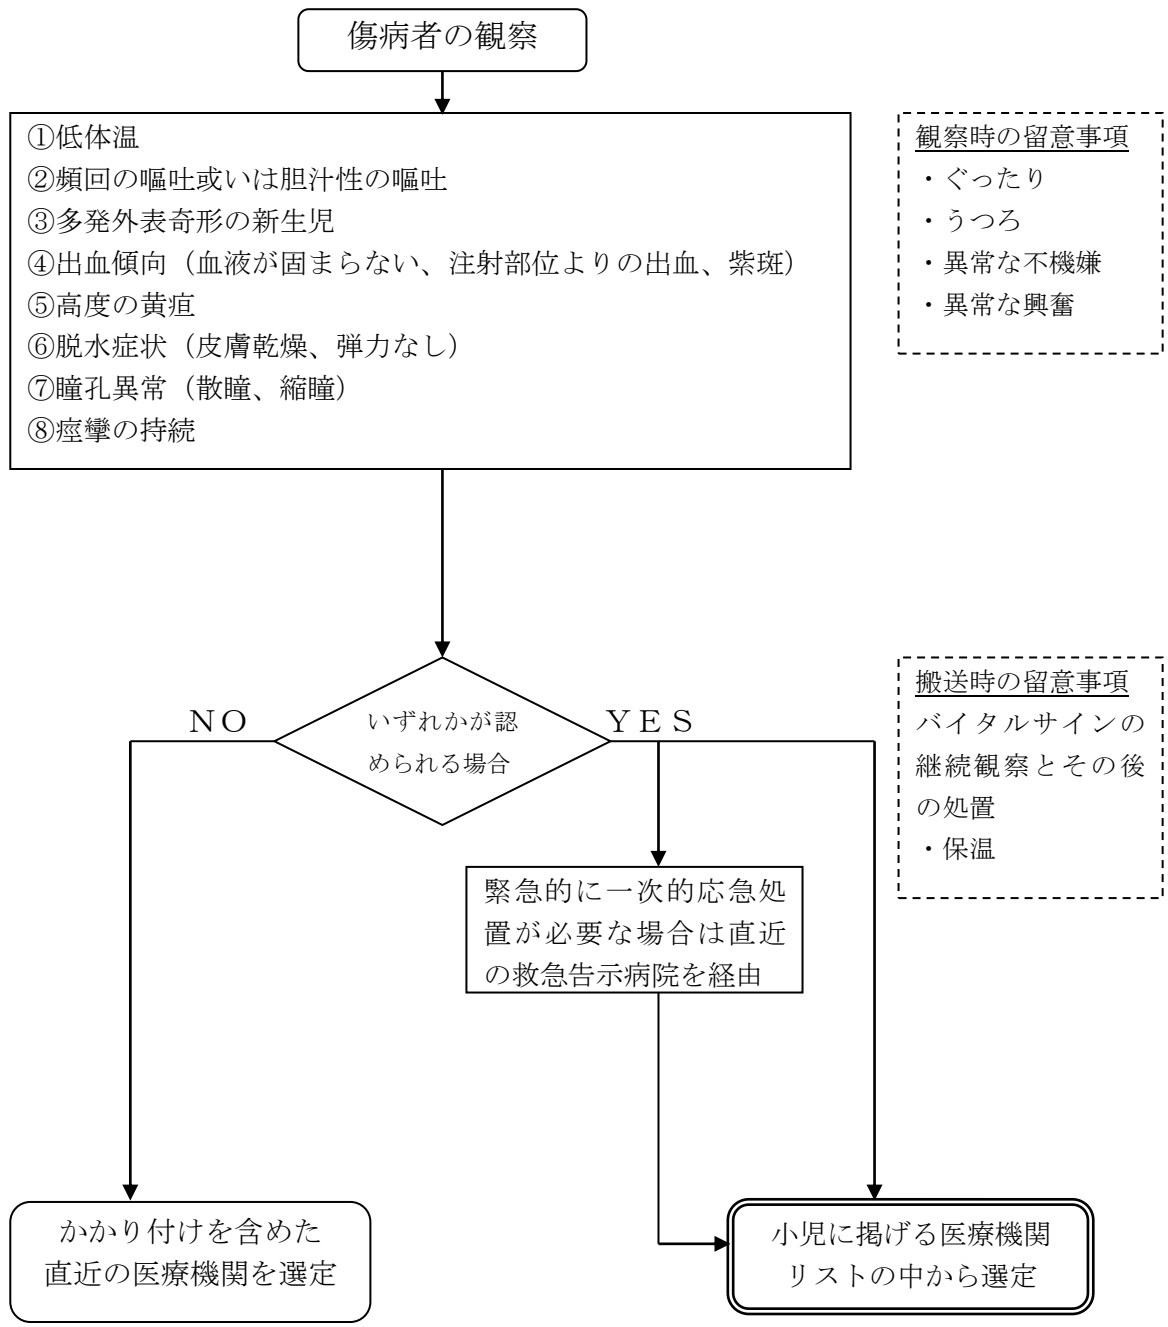 傷病者の観察
①低体温
②頻回の嘔吐或いは胆汁性の嘔吐
③多発外表奇形の新生児
④出血傾向（血液が固まらない、注射部位よりの出血、紫斑）
⑤高度の黄疸
⑥脱水症状（皮膚乾燥、弾力なし）
⑦瞳孔異常（散瞳、縮瞳）
⑧痙攣の持続
観察時の留意事項
・ぐったり
・うつろ
・異常な不機嫌
・異常な興奮
いずれかが認
められる場合
ＮＯ
ＹＥＳ
搬送時の留意事項
バイタルサインの
継続観察とその後
の処置
・保温
緊急的に一次的応急処
置が必要な場合は直近
の救急告示病院を経由
かかり付けを含めた
直近の医療機関を選定
小児に掲げる医療機関
リストの中から選定